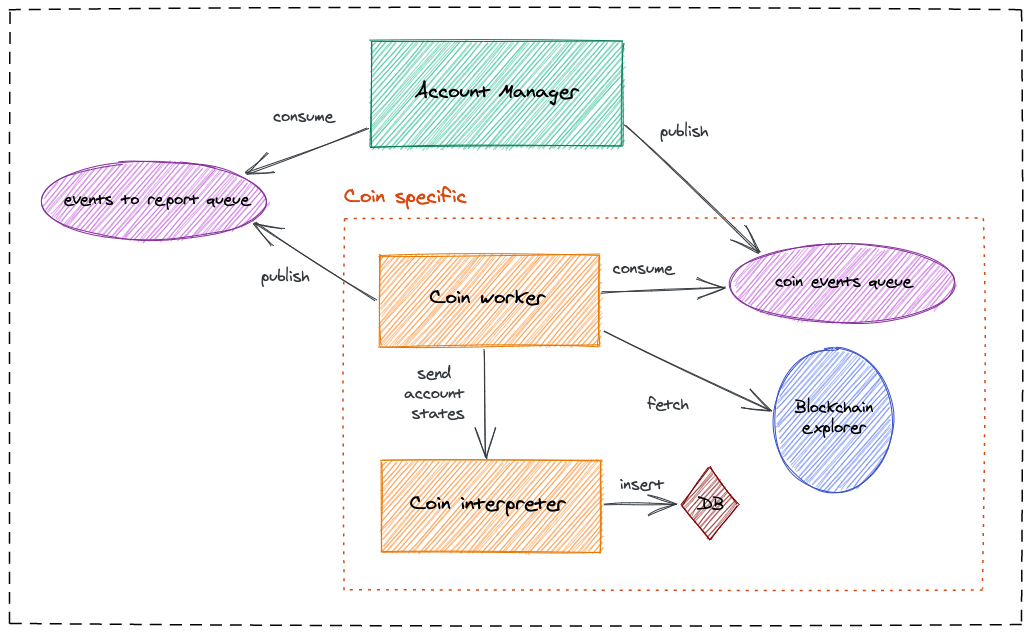 Account Manager
consume
publish
events to report queue
Coin specific
publish
Coin worker
consume
coin events queue
send
account
states
fetch
Blockchain
explorer
Coin interpreter
insert
DB